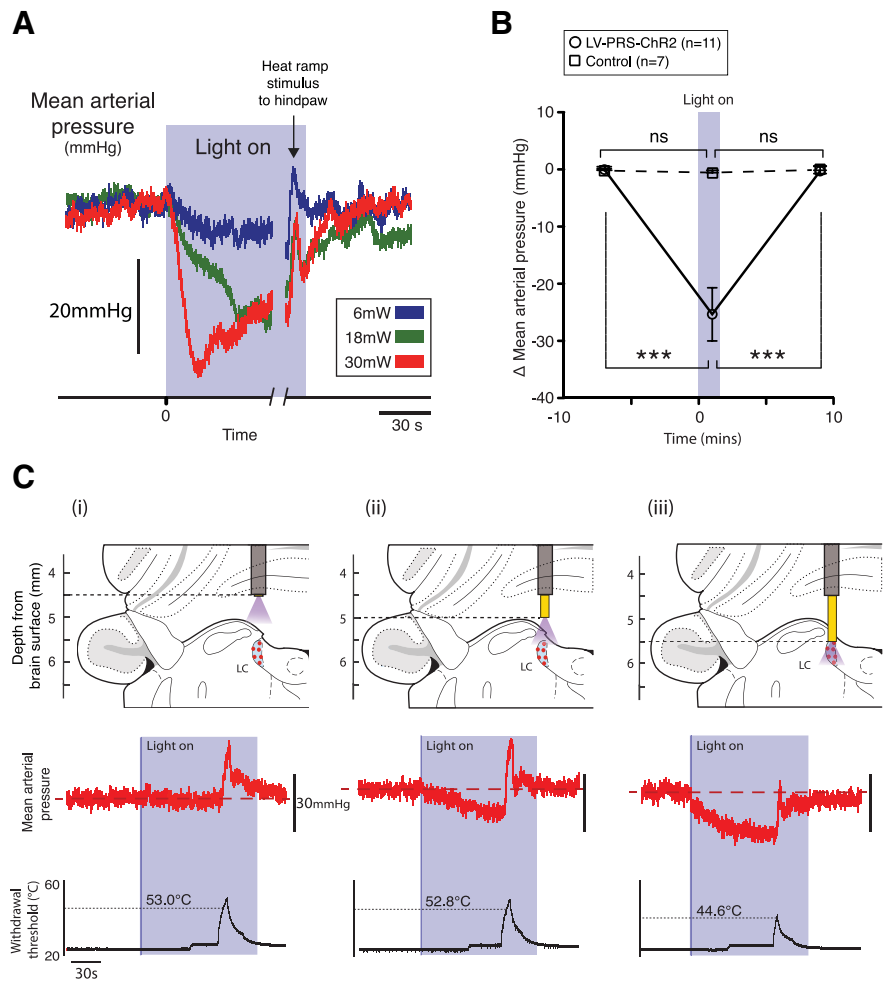 A
Mean arterial
pressure
(mmHg)
Heat ramp
stimulus
to hindpaw
Light on
20mmHg
6mW
18mW
30mW
0
Time
30 s
B
LV-PRS-ChR2 (n=11)
Control (n=7)
Light on
Δ Mean arterial pressure (mmHg)
10
0
-10
-20
-30
-40
ns
ns
***
***
-10
0
10
Time (mins)
C
(i)
(ii)
(iii)
Depth from
brain surface (mm)
4
5
6
LC
4
5
6
LC
4
5
6
LC
Mean arterial
pressure
Light on
30mmHg
Light on
Light on
Withdrawal
threshold (°C)
60
20
53.0°C
52.8°C
44.6°C
30s